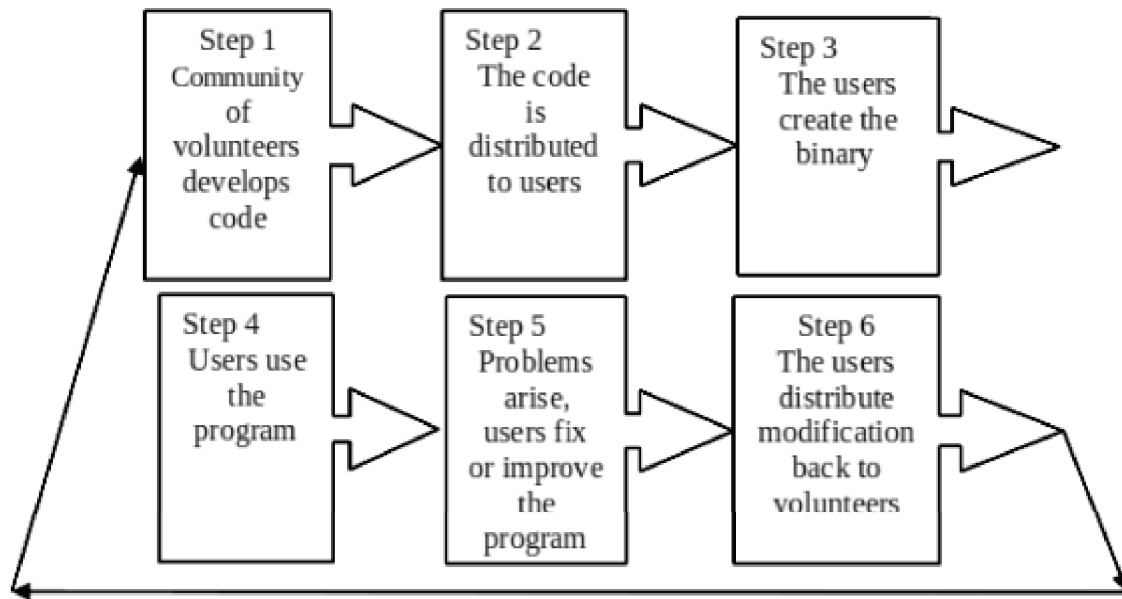 Step 1
Community
of
volunteers
develops
code
Step 2
The code
is
distributed
to users
Step 3
The users
create the
binary
Step 4
Users use
the
program
Step 5
Problems
arise,
users fix
or improve
the
program
Step 6
The users
distribute
modification
back to
volunteers